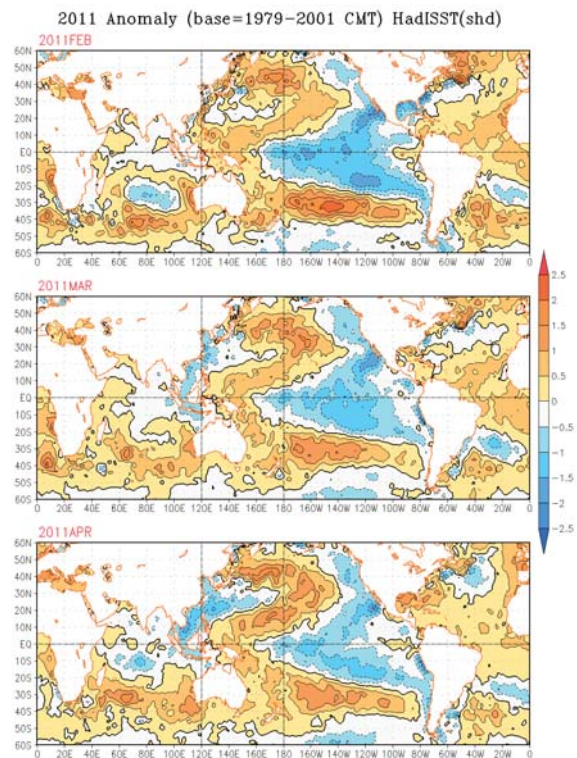 2011 Anomaly (base=1979-2001 CMT) HadISST(shd)
2011FEB
60N
50N
40N
30N
20N
10N
EQ
10S
20S
30S
40S
50S
60S
0 20E 40E 60E 80E 100E 120E 140E 160E 180 160W 140W 120W 100W 80W 60W 40W 20W 0
2011MAR
60N
50N
40N
30N
20N
10N
EQ
10S
20S
30S
40S
50S
60S
0 20E 40E 60E 80E 100E 120E 140E 160E 180 160W 140W 120W 100W 80W 60W 40W 20W 0
2011APR
60N
50N
40N
30N
20N
10N
EQ
10S
20S
30S
40S
50S
60S
0 20E 40E 60E 80E 100E 120E 140E 160E 180 160W 140W 120W 100W 80W 60W 40W 20W 0
2.5
2
1.5
1
0.5
0
-0.5
-1
-1.5
-2
-2.5